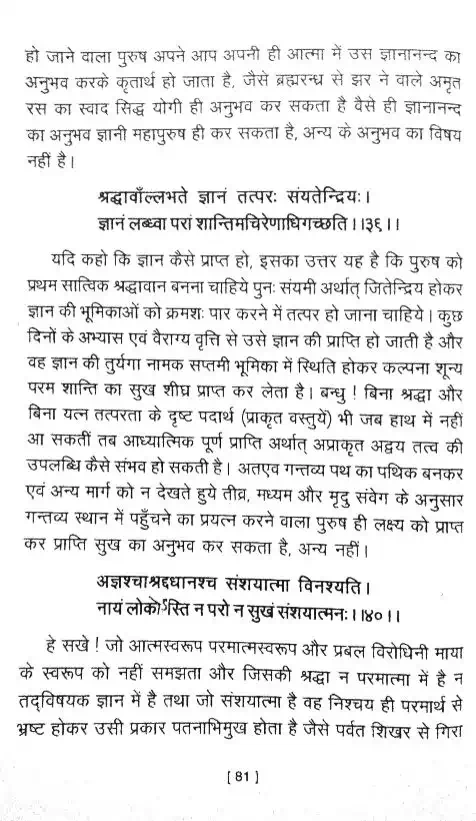 हो जाने वाला पुरुष अपने आप अपनी ही आत्मा में उस ज्ञानानन्द का
अनुभव करके कृतार्थ हो जाता है, जैसे ब्रह्मरन्ध्र से झर ने वाले अमृत
रस का स्वाद सिद्ध योगी ही अनुभव कर सकता है वैसे ही ज्ञानानन्द
का अनुभव ज्ञानी महापुरुष ही कर सकता है, अन्य के अनुभव का विषय
नहीं है।
श्रद्धावाँल्लभते ज्ञानं तत्परः संयतेन्द्रियः।
ज्ञानं लब्ध्वा परां शान्तिमचिरेणाधिगच्छति।।३६।।
यदि कहो कि ज्ञान कैसे प्राप्त हो, इसका उत्तर यह है कि पुरुष को
प्रथम सात्विक श्रद्धावान बनना चाहिये पुनः संयमी अर्थात् जितेन्द्रिय होकर
ज्ञान की भूमिकाओं को क्रमशः पार करने में तत्पर हो जाना चाहिये। कुछ
दिनों के अभ्यास एवं वैराग्य वृत्ति से उसे ज्ञान की प्राप्ति हो जाती है और
वह ज्ञान की तुर्यगा नामक सप्तमी भूमिका में स्थिति होकर कल्पना शून्य
परम शान्ति का सुख शीघ्र प्राप्त कर लेता है। बन्धु ! बिना श्रद्धा और
बिना यत्न तत्परता के दृष्ट पदार्थ (प्राकृत वस्तुयें) भी जब हाथ में नहीं
आ सकतीं तब आध्यात्मिक पूर्ण प्राप्ति अर्थात् अप्राकृत अद्वय तत्व की
उपलब्धि कैसे संभव हो सकती है। अतएव गन्तव्य पथ का पथिक बनकर
एवं अन्य मार्ग को न देखते हुये तीव्र, मध्यम और मृदु संवेग के अनुसार
गन्तव्य स्थान में पहुँचने का प्रयत्न करने वाला पुरुष ही लक्ष्य को प्राप्त
कर प्राप्ति सुख का अनुभव कर सकता है, अन्य नहीं।
अज्ञश्चाश्रद्दधानश्च संशयात्मा विनश्यति।
नायं लोकोऽस्ति न परो न सुखं संशयात्मनः।।४०।।
हे सखे ! जो आत्मस्वरूप परमात्मस्वरूप और प्रबल विरोधिनी माया
के स्वरूप को नहीं समझता और जिसकी श्रद्धा न परमात्मा में है न
तद्विषयक ज्ञान में है तथा जो संशयात्मा है वह निश्चय ही परमार्थ से
भ्रष्ट होकर उसी प्रकार पतनाभिमुख होता है जैसे पर्वत शिखर से गिरा
[ 81 ]